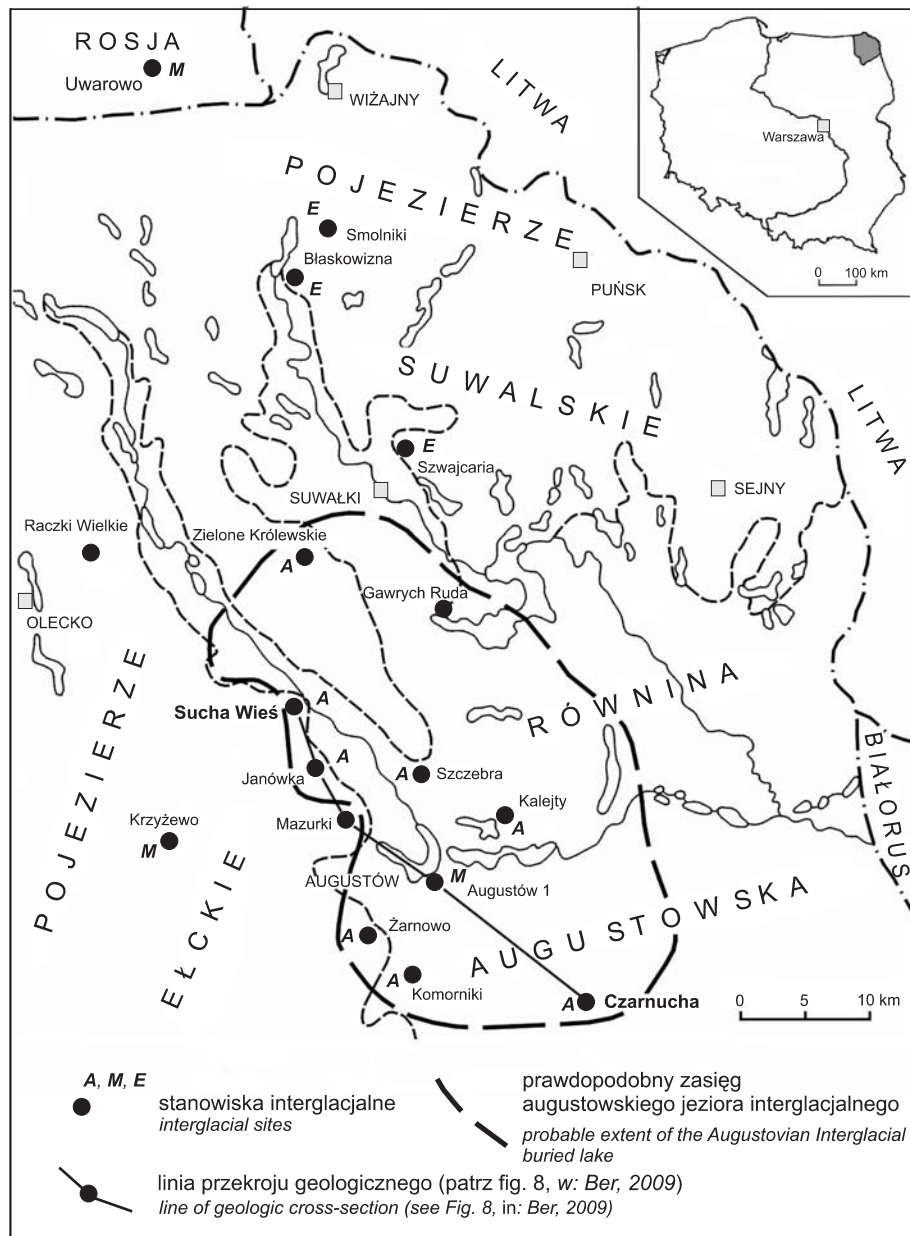 ROSJA
Uwarowo
M
WIŻAJNY
LITWA
Warszawa
0 100 km
POJEZIERZE
E
Smolniki
Błaskowizna
E
PUŃSK
SUWALSKIE
LITWA
E
Szwajcaria
SUWAŁKI
SEJNY
Raczki Wielkie
Zielone Królewskie
A
Gawrych Ruda
OLECKO
POJEZIERZE
RÓWNINA
A
Sucha Wieś
BIAŁORUS
Janówka
A
A
Szczebra
Kalejty
A
Krzyżewo
M
Mazurki
EŁCKIE
AUGUSTÓW
M
Augustów 1
AUGUSTOWSKA
A
Żarnowo
A
Komorniki
A
Czarnucha
0 5 10 km
A, M, E
stanowiska interglacjalne
interglacial sites
prawdopodobny zasięg
augustowskiego jeziora interglacjalnego
probable extent of the Augustovian Interglacial
buried lake
linia przekroju geologicznego (patrz fig. 8, w: Ber, 2009)
line of geologic cross-section (see Fig. 8, in: Ber, 2009)